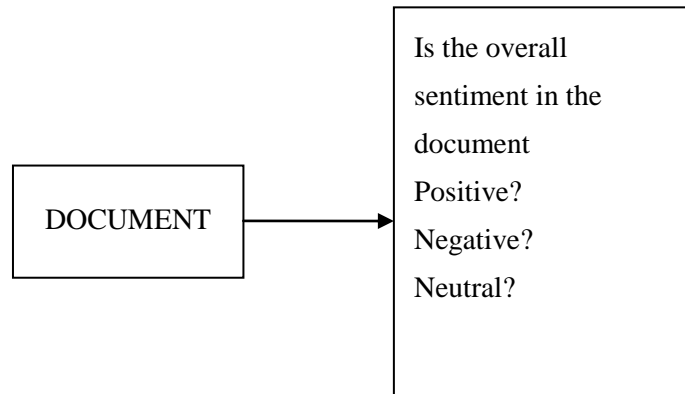 DOCUMENT
Is the overall
sentiment in the
document
Positive?
Negative?
Neutral?